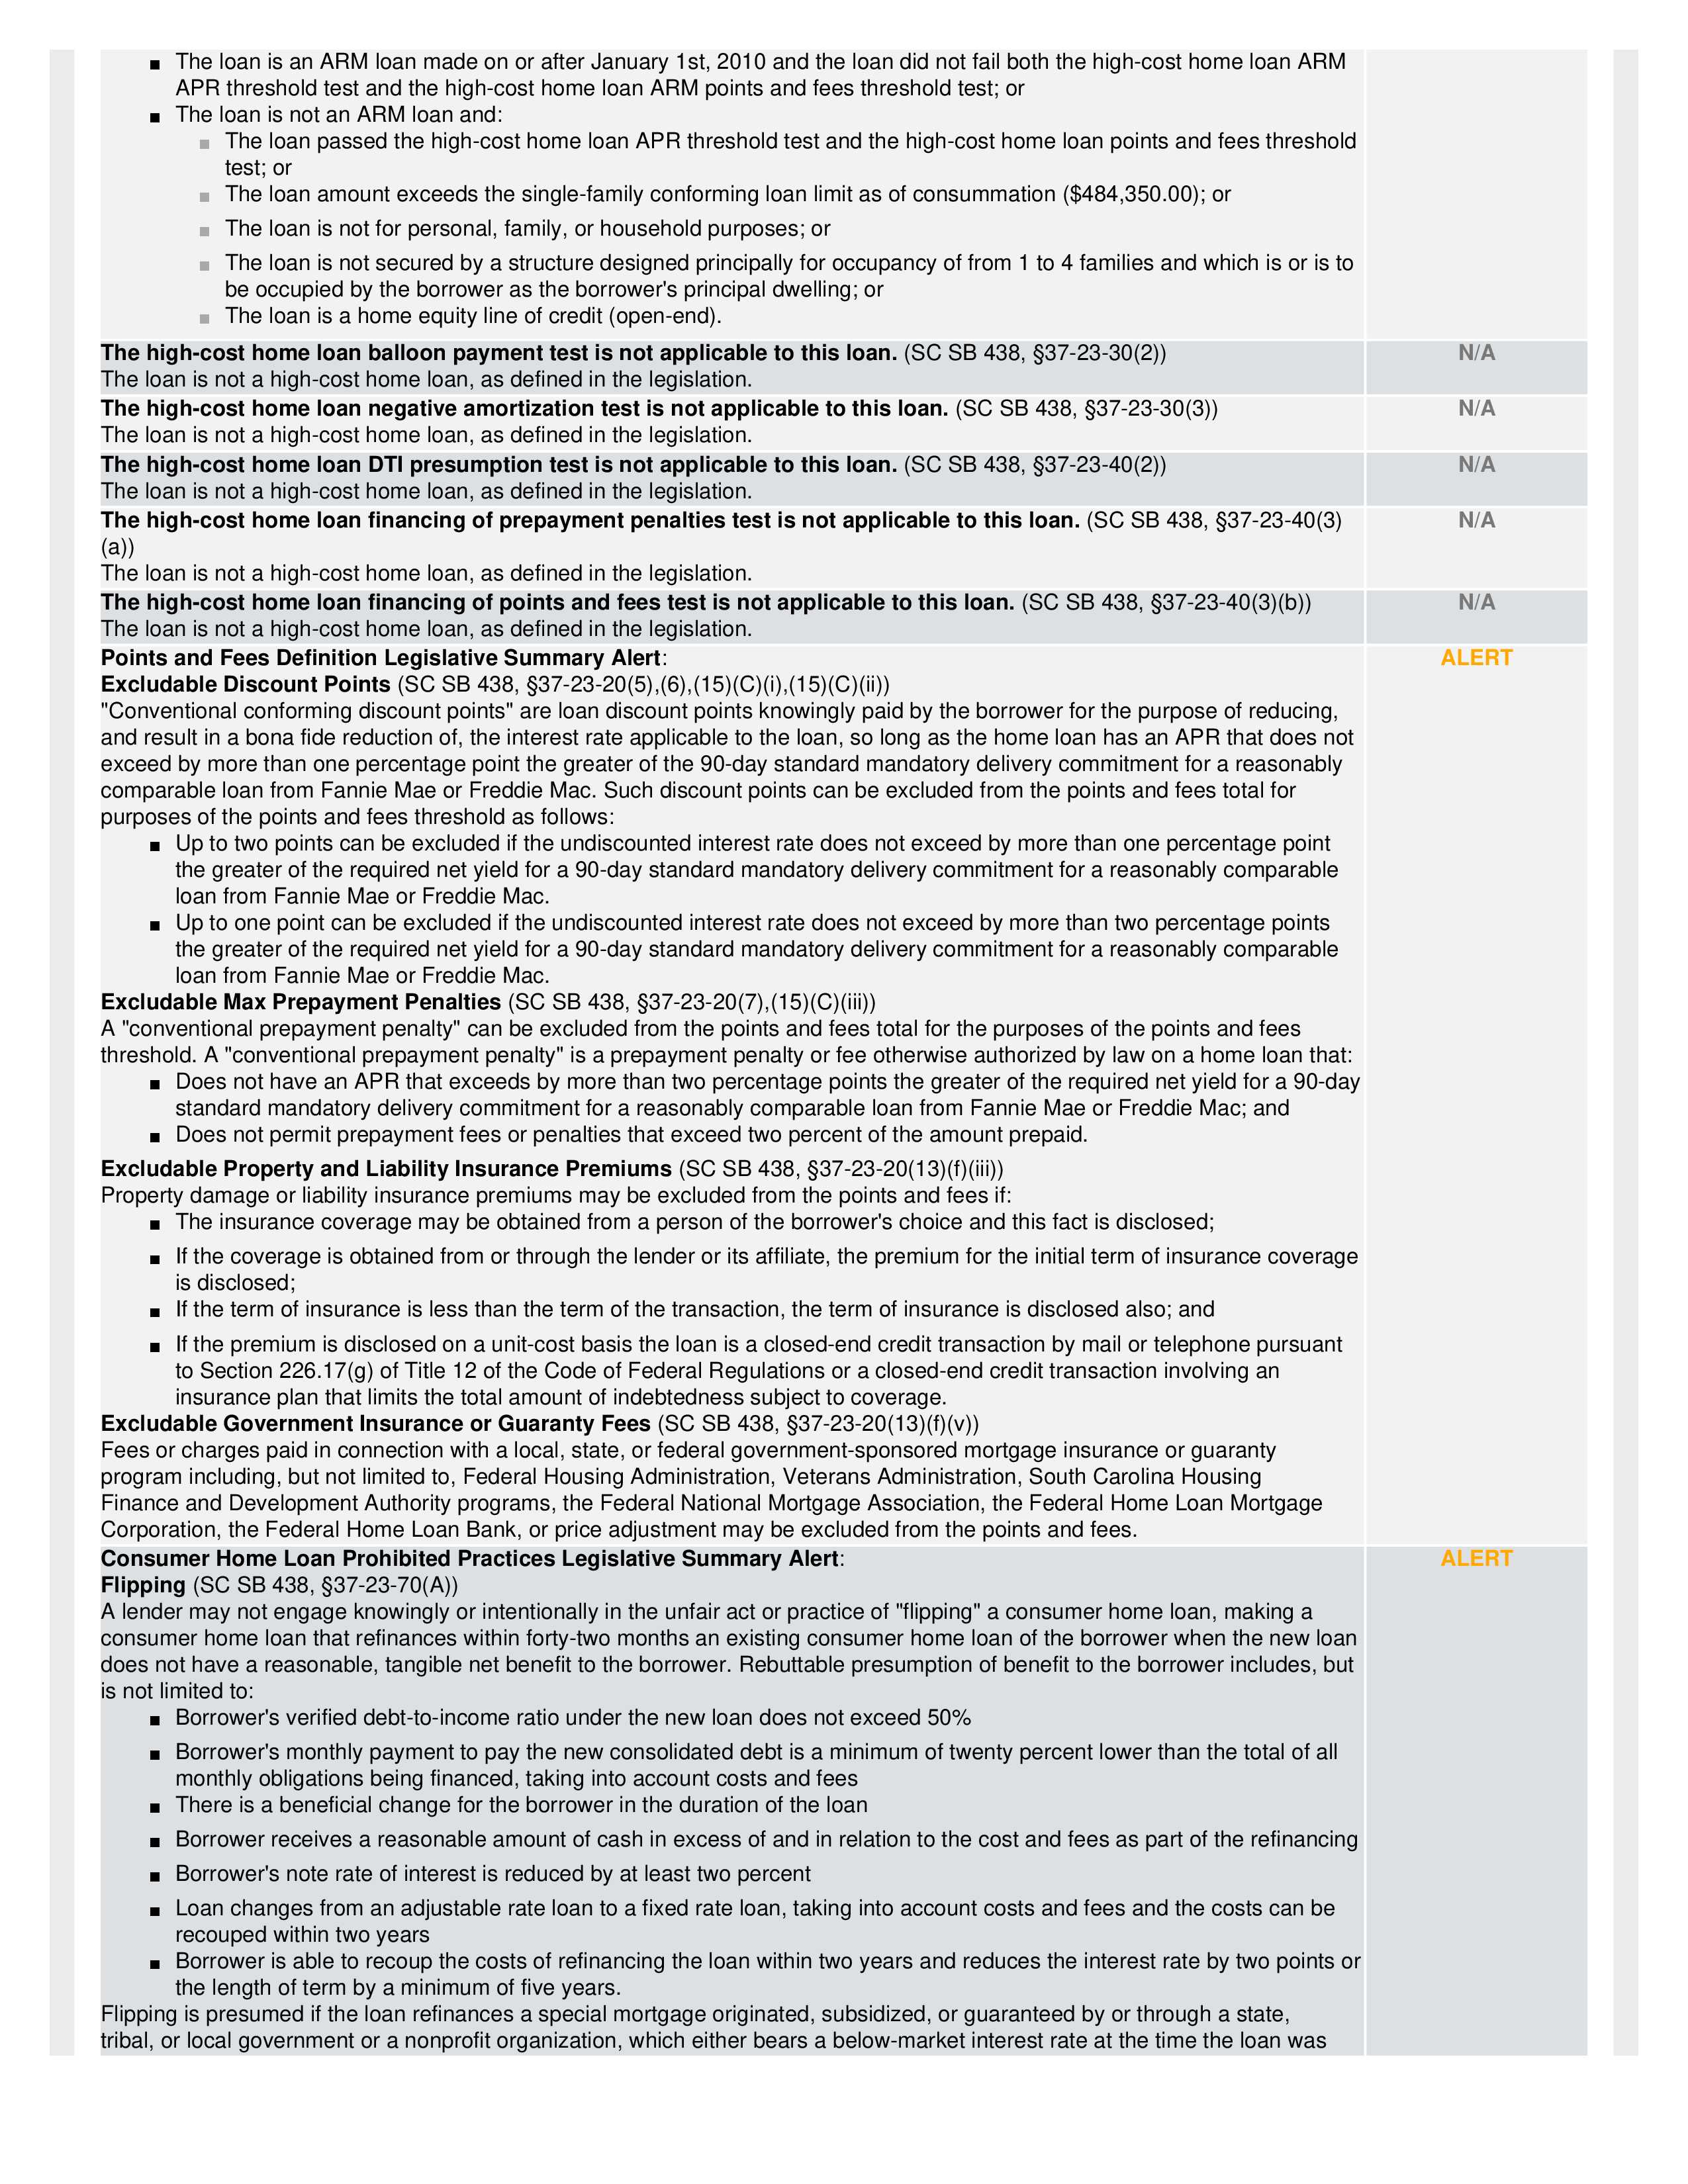 ■ The loan is an ARM loan made on or after January 1st, 2010 and the loan did not fail both the high-cost home loan ARM
APR threshold test and the high-cost home loan ARM points and fees threshold test; or
■ The loan is not an ARM loan and:
■ The loan passed the high-cost home loan APR threshold test and the high-cost home loan points and fees threshold
test; or
■ The loan amount exceeds the single-family conforming loan limit as of consummation ($484,350.00); or
■ The loan is not for personal, family, or household purposes; or
■ The loan is not secured by a structure designed principally for occupancy of from 1 to 4 families and which is or is to
be occupied by the borrower as the borrower's principal dwelling; or
■ The loan is a home equity line of credit (open-end).
The high-cost home loan balloon payment test is not applicable to this loan. (SC SB 438, §37-23-30(2)) N/A
The loan is not a high-cost home loan, as defined in the legislation.
The high-cost home loan negative amortization test is not applicable to this loan. (SC SB 438, §37-23-30(3)) N/A
The loan is not a high-cost home loan, as defined in the legislation.
The high-cost home loan DTI presumption test is not applicable to this loan. (SC SB 438, §37-23-40(2)) N/A
The loan is not a high-cost home loan, as defined in the legislation.
The high-cost home loan financing of prepayment penalties test is not applicable to this loan. (SC SB 438, §37-23-40(3) N/A
(a))
The loan is not a high-cost home loan, as defined in the legislation.
The high-cost home loan financing of points and fees test is not applicable to this loan. (SC SB 438, §37-23-40(3)(b)) N/A
The loan is not a high-cost home loan, as defined in the legislation.
Points and Fees Definition Legislative Summary Alert: ALERT
Excludable Discount Points (SC SB 438, §37-23-20(5),(6),(15)(C)(i),(15)(C)(ii))
"Conventional conforming discount points" are loan discount points knowingly paid by the borrower for the purpose of reducing,
and result in a bona fide reduction of, the interest rate applicable to the loan, so long as the home loan has an APR that does not
exceed by more than one percentage point the greater of the 90-day standard mandatory delivery commitment for a reasonably
comparable loan from Fannie Mae or Freddie Mac. Such discount points can be excluded from the points and fees total for
purposes of the points and fees threshold as follows:
■ Up to two points can be excluded if the undiscounted interest rate does not exceed by more than one percentage point
the greater of the required net yield for a 90-day standard mandatory delivery commitment for a reasonably comparable
loan from Fannie Mae or Freddie Mac.
■ Up to one point can be excluded if the undiscounted interest rate does not exceed by more than two percentage points
the greater of the required net yield for a 90-day standard mandatory delivery commitment for a reasonably comparable
loan from Fannie Mae or Freddie Mac.
Excludable Max Prepayment Penalties (SC SB 438, §37-23-20(7),(15)(C)(iii))
A "conventional prepayment penalty" can be excluded from the points and fees total for the purposes of the points and fees
threshold. A "conventional prepayment penalty" is a prepayment penalty or fee otherwise authorized by law on a home loan that:
■ Does not have an APR that exceeds by more than two percentage points the greater of the required net yield for a 90-day
standard mandatory delivery commitment for a reasonably comparable loan from Fannie Mae or Freddie Mac; and
■ Does not permit prepayment fees or penalties that exceed two percent of the amount prepaid.
Excludable Property and Liability Insurance Premiums (SC SB 438, §37-23-20(13)(f)(iii))
Property damage or liability insurance premiums may be excluded from the points and fees if:
■ The insurance coverage may be obtained from a person of the borrower's choice and this fact is disclosed;
■ If the coverage is obtained from or through the lender or its affiliate, the premium for the initial term of insurance coverage
is disclosed;
■ If the term of insurance is less than the term of the transaction, the term of insurance is disclosed also; and
■ If the premium is disclosed on a unit-cost basis the loan is a closed-end credit transaction by mail or telephone pursuant
to Section 226.17(g) of Title 12 of the Code of Federal Regulations or a closed-end credit transaction involving an
insurance plan that limits the total amount of indebtedness subject to coverage.
Excludable Government Insurance or Guaranty Fees (SC SB 438, §37-23-20(13)(f)(v))
Fees or charges paid in connection with a local, state, or federal government-sponsored mortgage insurance or guaranty
program including, but not limited to, Federal Housing Administration, Veterans Administration, South Carolina Housing
Finance and Development Authority programs, the Federal National Mortgage Association, the Federal Home Loan Mortgage
Corporation, the Federal Home Loan Bank, or price adjustment may be excluded from the points and fees.
Consumer Home Loan Prohibited Practices Legislative Summary Alert: ALERT
Flipping (SC SB 438, §37-23-70(A))
A lender may not engage knowingly or intentionally in the unfair act or practice of "flipping" a consumer home loan, making a
consumer home loan that refinances within forty-two months an existing consumer home loan of the borrower when the new loan
does not have a reasonable, tangible net benefit to the borrower. Rebuttable presumption of benefit to the borrower includes, but
is not limited to:
■ Borrower's verified debt-to-income ratio under the new loan does not exceed 50%
■ Borrower's monthly payment to pay the new consolidated debt is a minimum of twenty percent lower than the total of all
monthly obligations being financed, taking into account costs and fees
■ There is a beneficial change for the borrower in the duration of the loan
■ Borrower receives a reasonable amount of cash in excess of and in relation to the cost and fees as part of the refinancing
■ Borrower's note rate of interest is reduced by at least two percent
■ Loan changes from an adjustable rate loan to a fixed rate loan, taking into account costs and fees and the costs can be
recouped within two years
■ Borrower is able to recoup the costs of refinancing the loan within two years and reduces the interest rate by two points or
the length of term by a minimum of five years.
Flipping is presumed if the loan refinances a special mortgage originated, subsidized, or guaranteed by or through a state,
tribal, or local government or a nonprofit organization, which either bears a below-market interest rate at the time the loan was